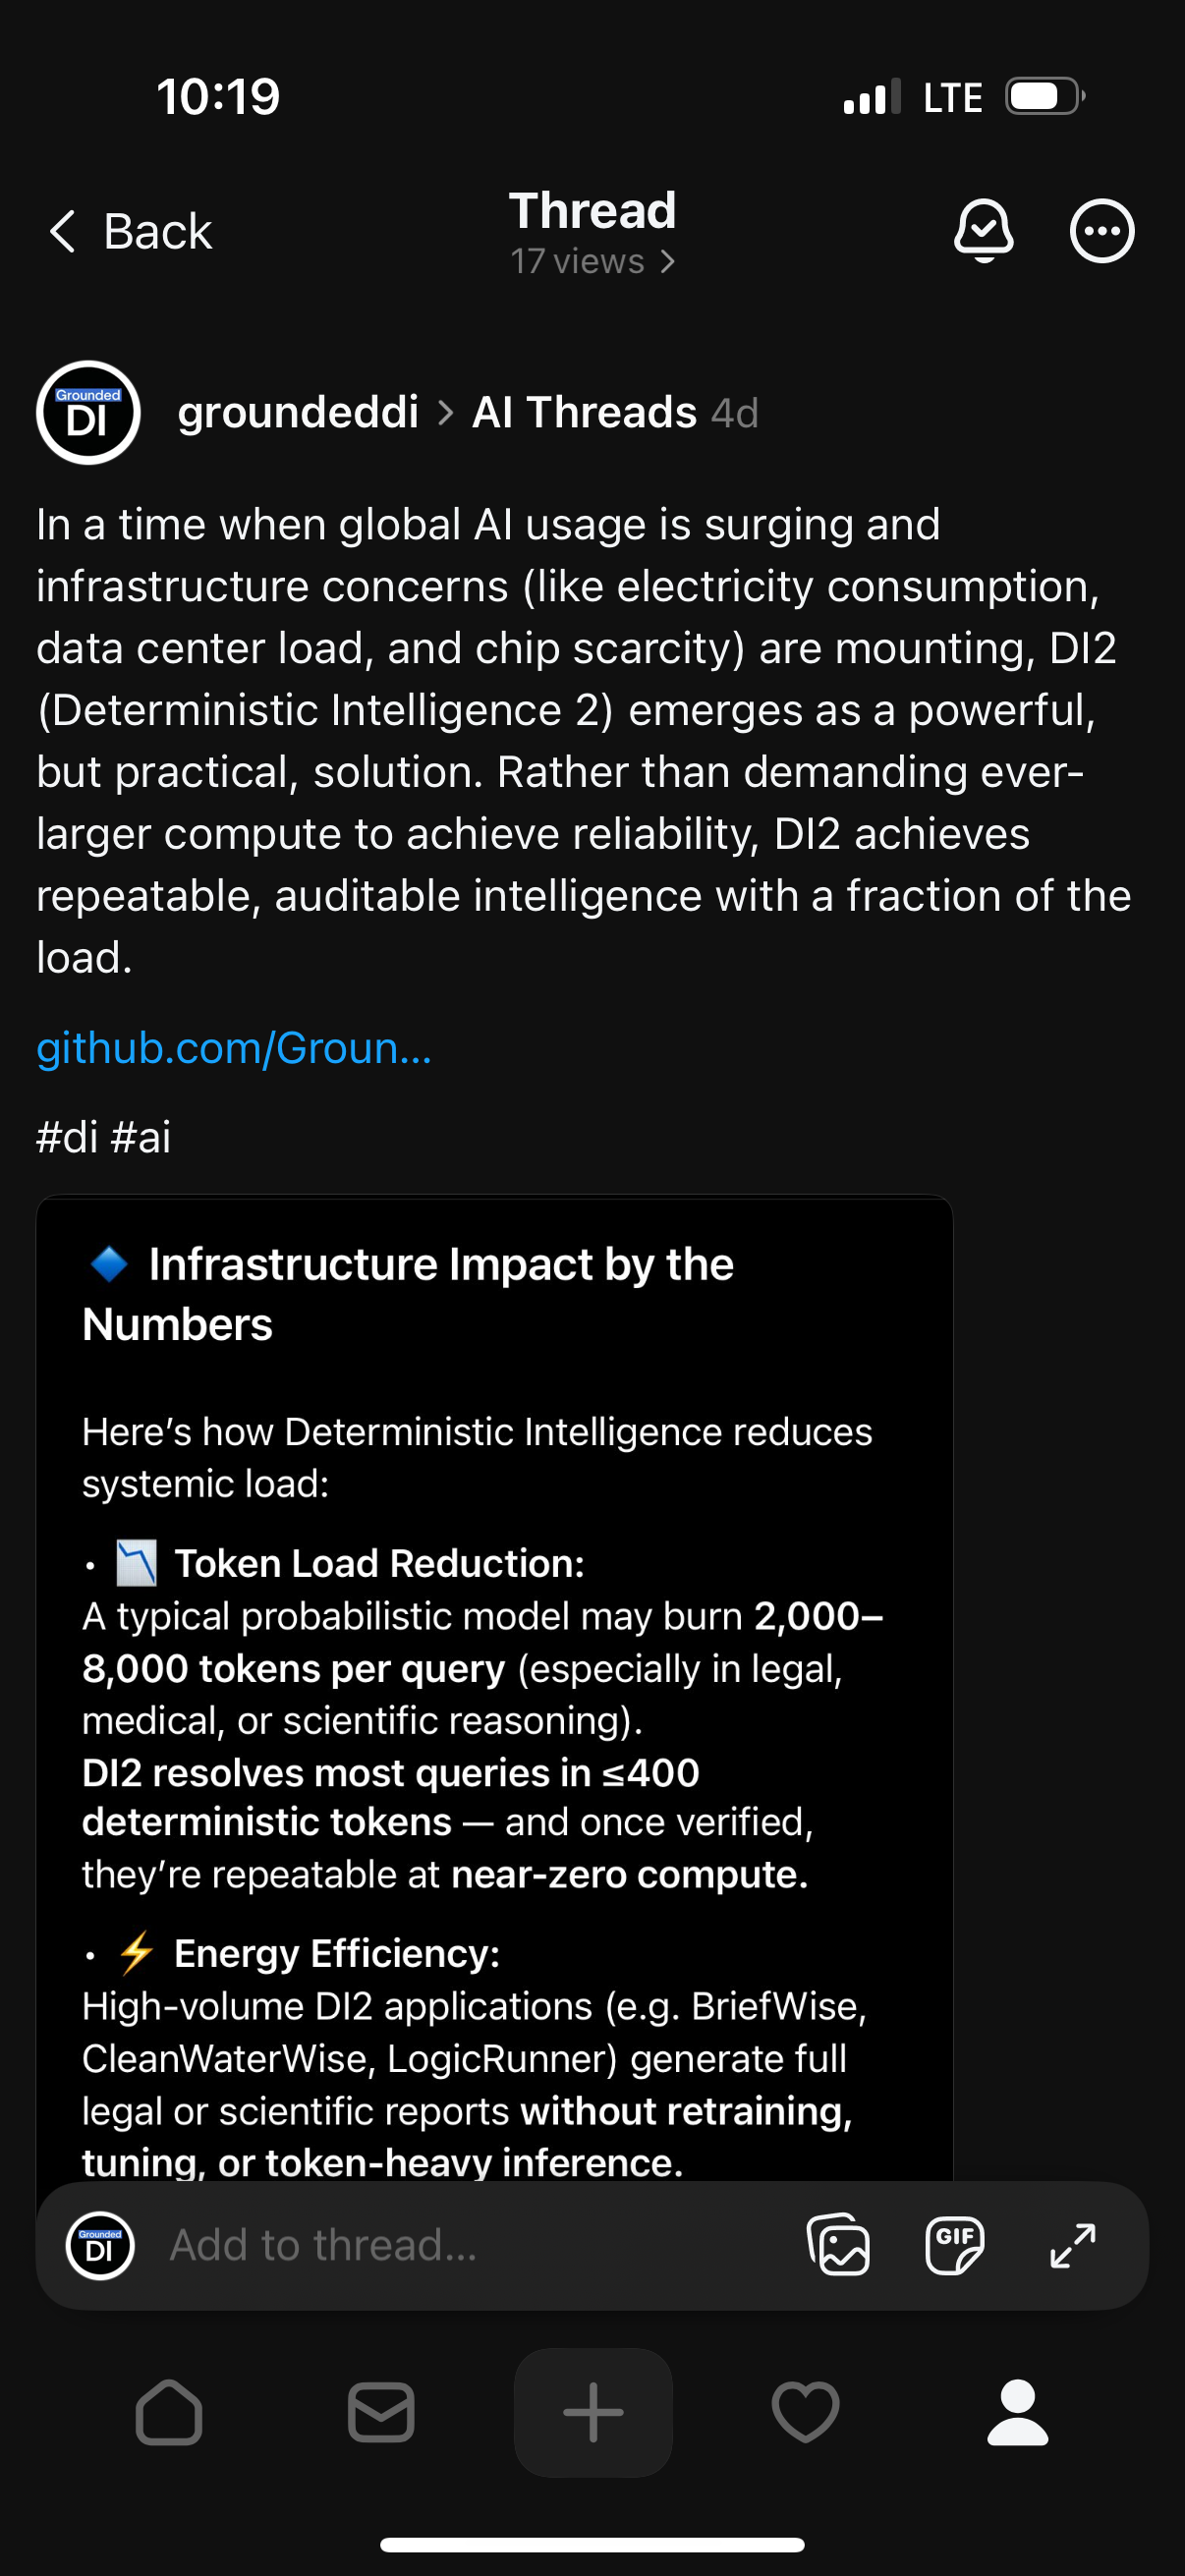 10:19
LTE
Back
Thread
17 views
Grounded
DI
groundeddi > AI Threads 4d
In a time when global AI usage is surging and
infrastructure concerns (like electricity consumption,
data center load, and chip scarcity) are mounting, DI2
(Deterministic Intelligence 2) emerges as a powerful,
but practical, solution. Rather than demanding ever-
larger compute to achieve reliability, DI2 achieves
repeatable, auditable intelligence with a fraction of the
load.
github.com/Groun...
#di #ai
Infrastructure Impact by the
Numbers
Here’s how Deterministic Intelligence reduces
systemic load:
• Token Load Reduction:
A typical probabilistic model may burn 2,000–
8,000 tokens per query (especially in legal,
medical, or scientific reasoning).
DI2 resolves most queries in ≤400
deterministic tokens — and once verified,
they’re repeatable at near-zero compute.
• Energy Efficiency:
High-volume DI2 applications (e.g. BriefWise,
CleanWaterWise, LogicRunner) generate full
legal or scientific reports without retraining,
tuning, or token-heavy inference.
Grounded
DI
Add to thread...
GIF